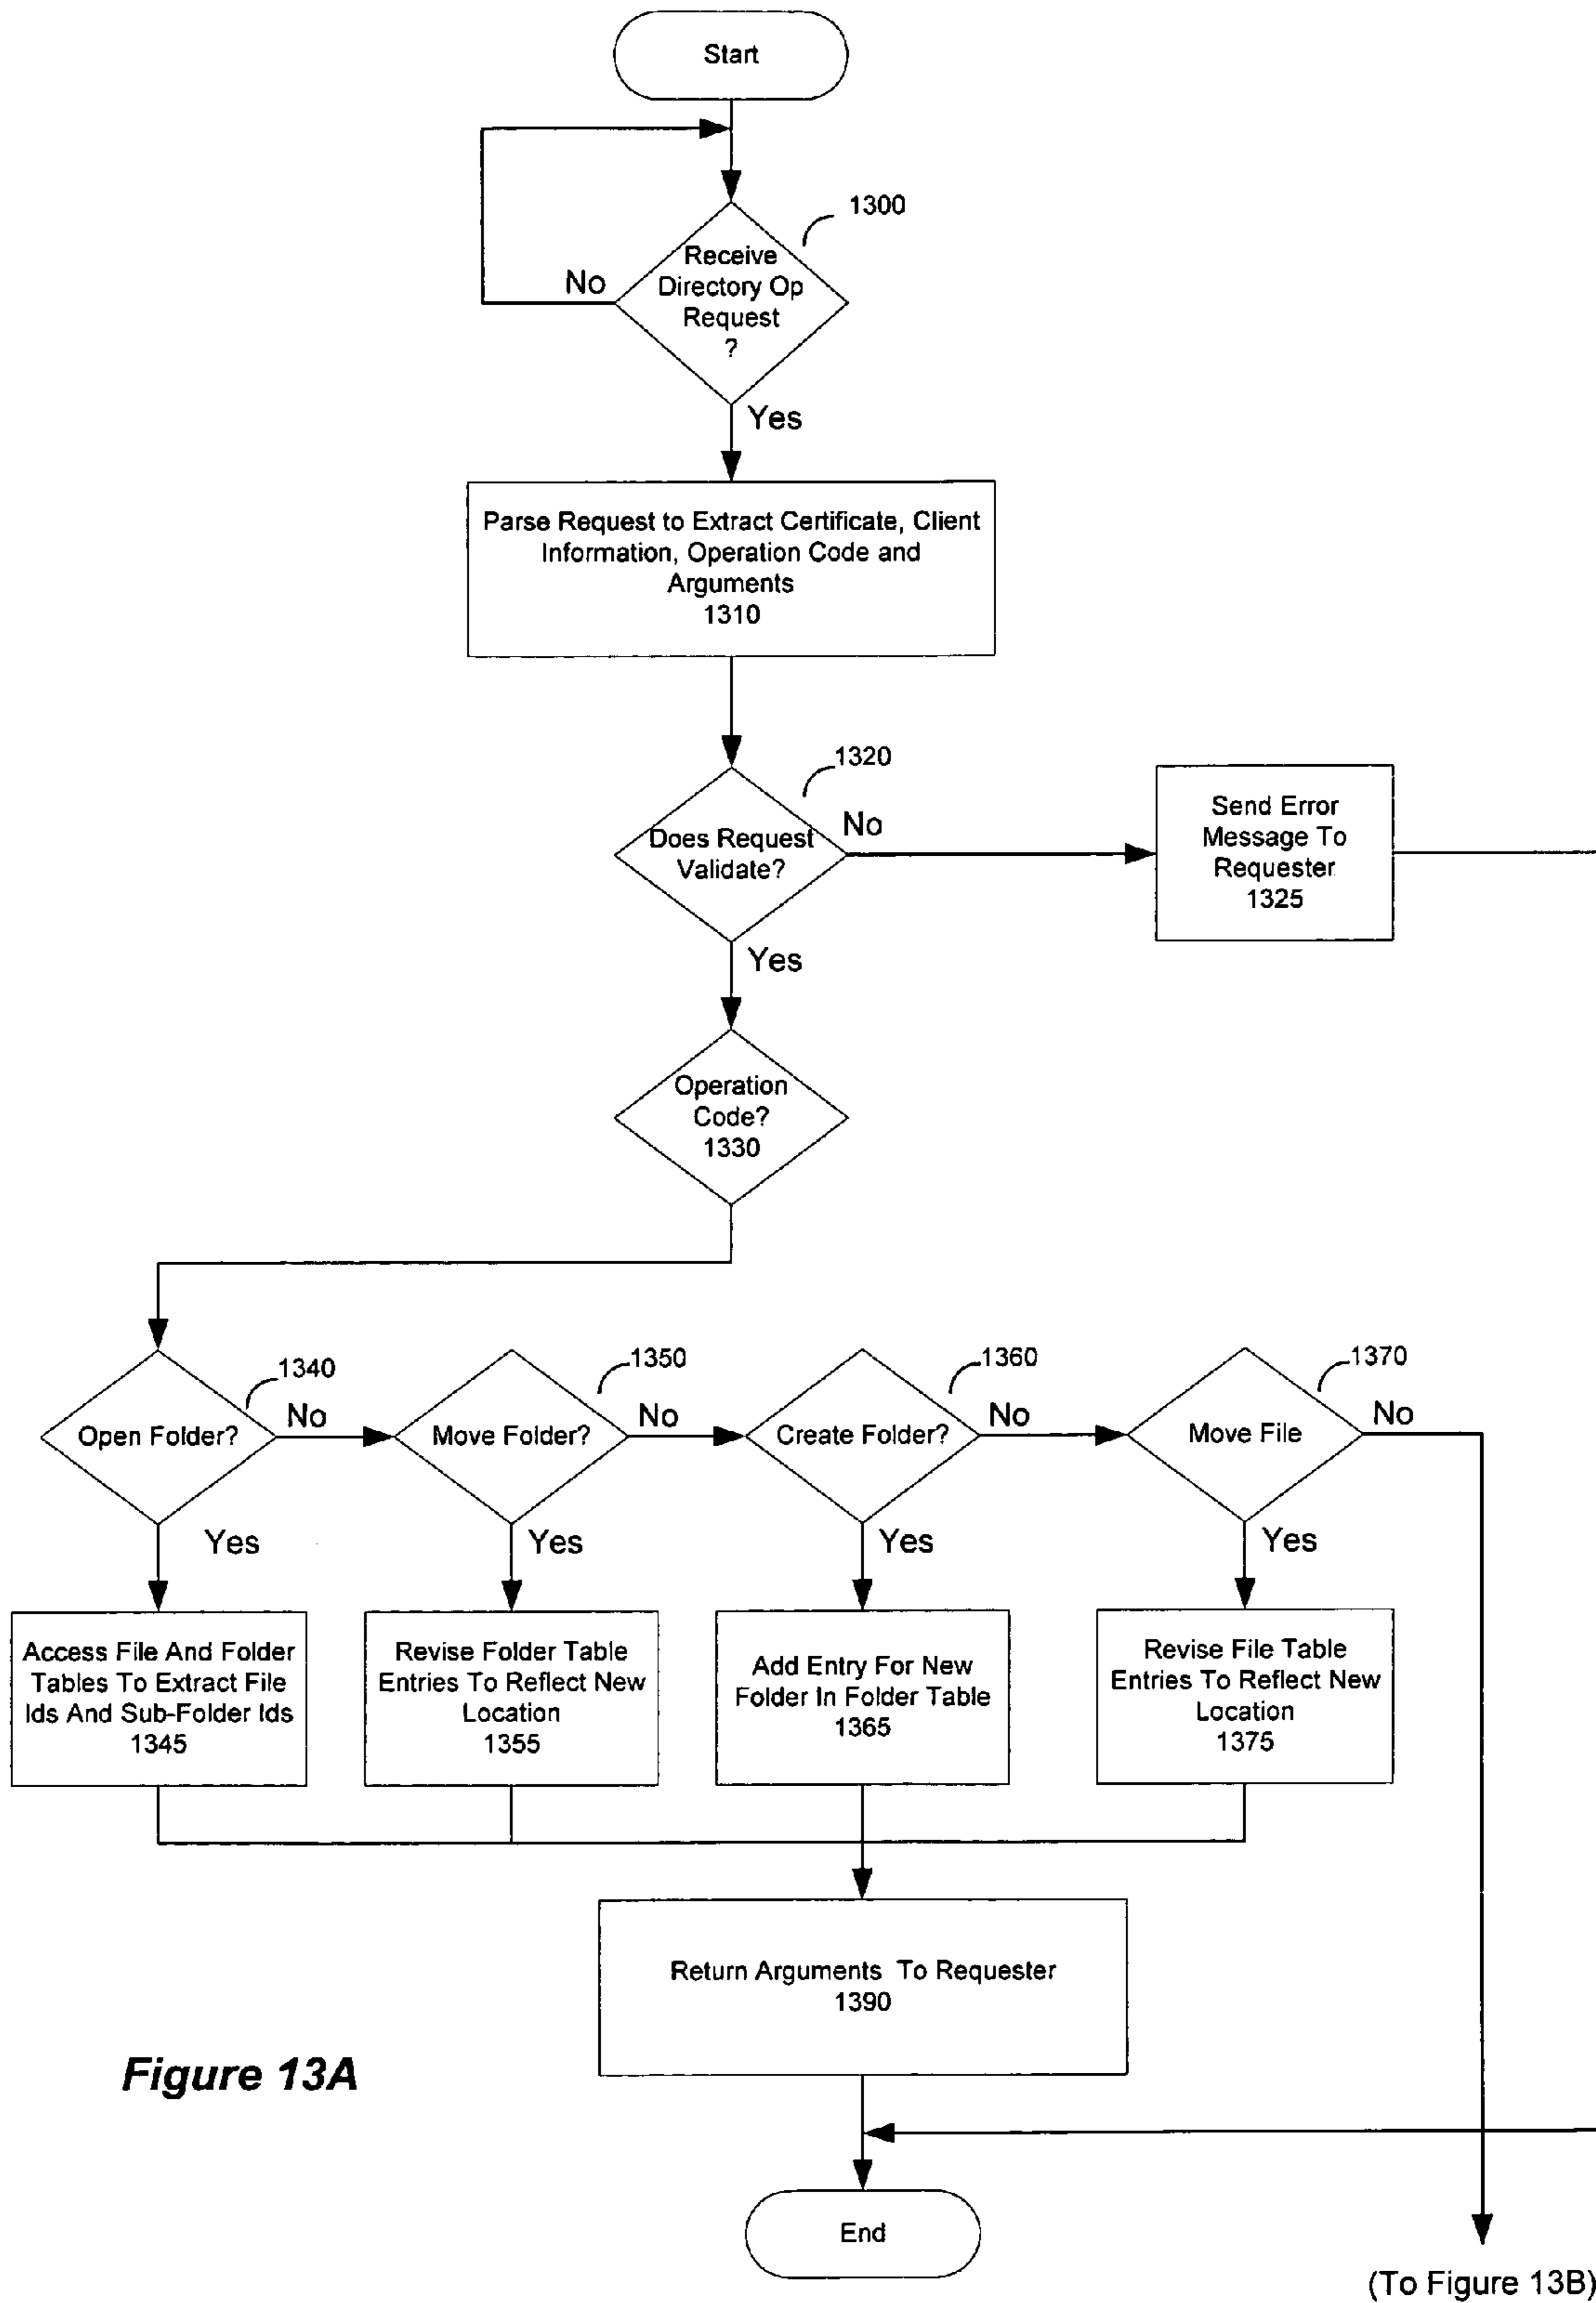 Start
1300
Receive
Directory Op
Request
?
No
Yes
Parse Request to Extract Certificate, Client
Information, Operation Code and
Arguments
1310
1320
Does Request
Validate?
No
Send Error
Message To
Requester
1325
Yes
Operation
Code?
1330
1340
Open Folder?
No
1350
Move Folder?
No
1360
Create Folder?
No
1370
Move File
No
Yes
Yes
Yes
Yes
Access File And Folder
Tables To Extract File
Ids And Sub-Folder Ids
1345
Revise Folder Table
Entries To Reflect New
Location
1355
Add Entry For New
Folder In Folder Table
1365
Revise File Table
Entries To Reflect New
Location
1375
Return Arguments To Requester
1390
Figure 13A
End
(To Figure 13B)